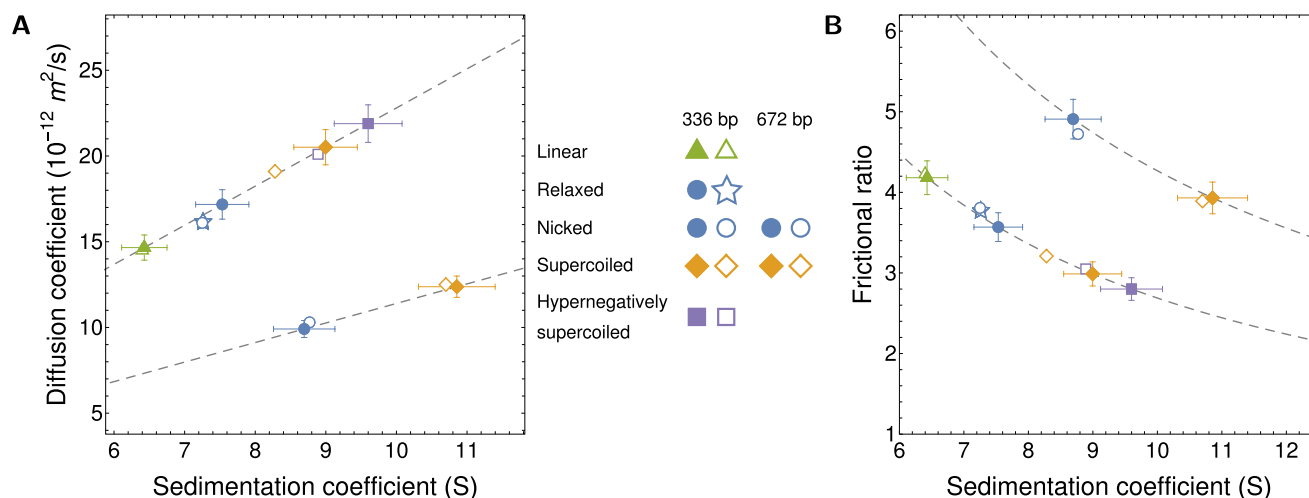 A
Diffusion coefficient (10⁻¹² m²/s)
25
20
15
10
5
6 7 8 9 10 11
Sedimentation coefficient (S)
336 bp 672 bp
Linear
Relaxed
Nicked
Supercoiled
Hypernegatively
supercoiled
B
Frictional ratio
6
5
4
3
2
1
6 7 8 9 10 11 12
Sedimentation coefficient (S)